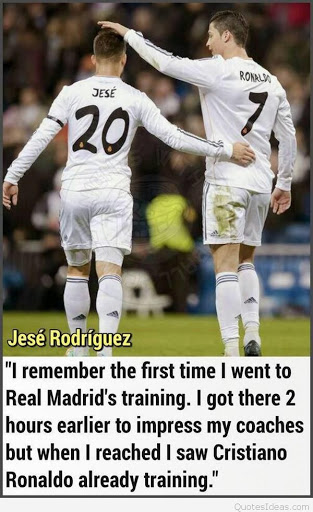 JESÉ
20
RONALDO
7
Jesé Rodríguez
"I remember the first time I went to
Real Madrid's training. I got there 2
hours earlier to impress my coaches
but when I reached I saw Cristiano
Ronaldo already training."
QuotesIdeas.com